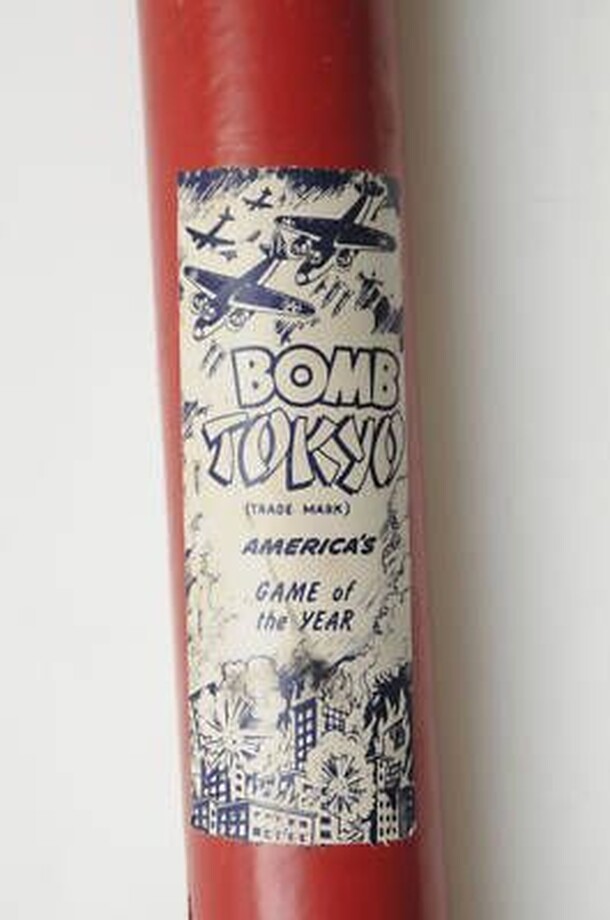 BOMB
TOKYO
(TRADE MARK)
AMERICA'S
GAME of
the YEAR